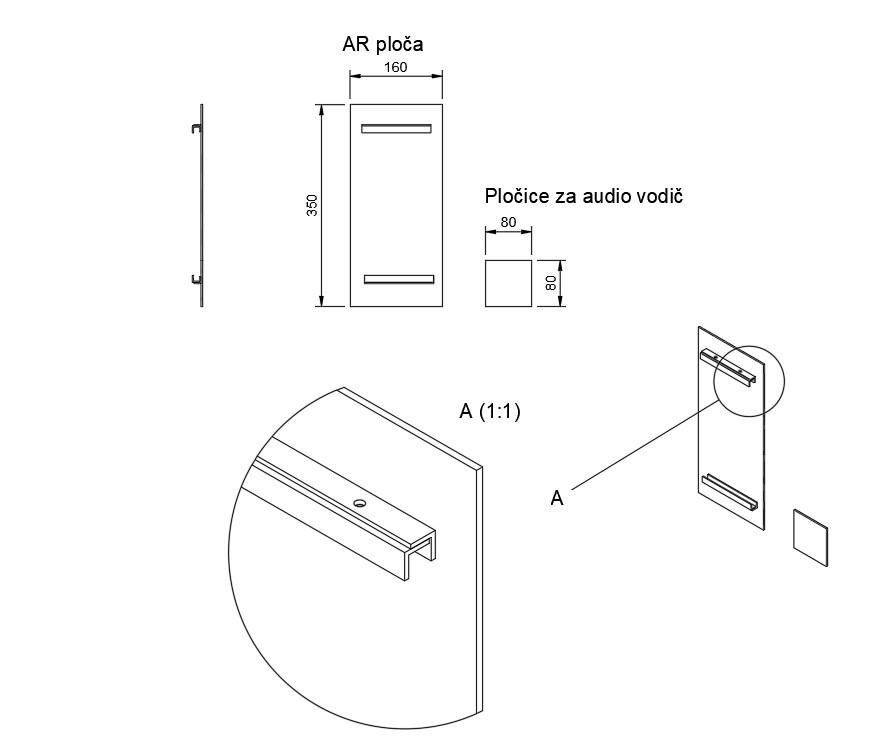 AR ploča
160
350
Pločice za audio vodič
80
80
A (1:1)
A